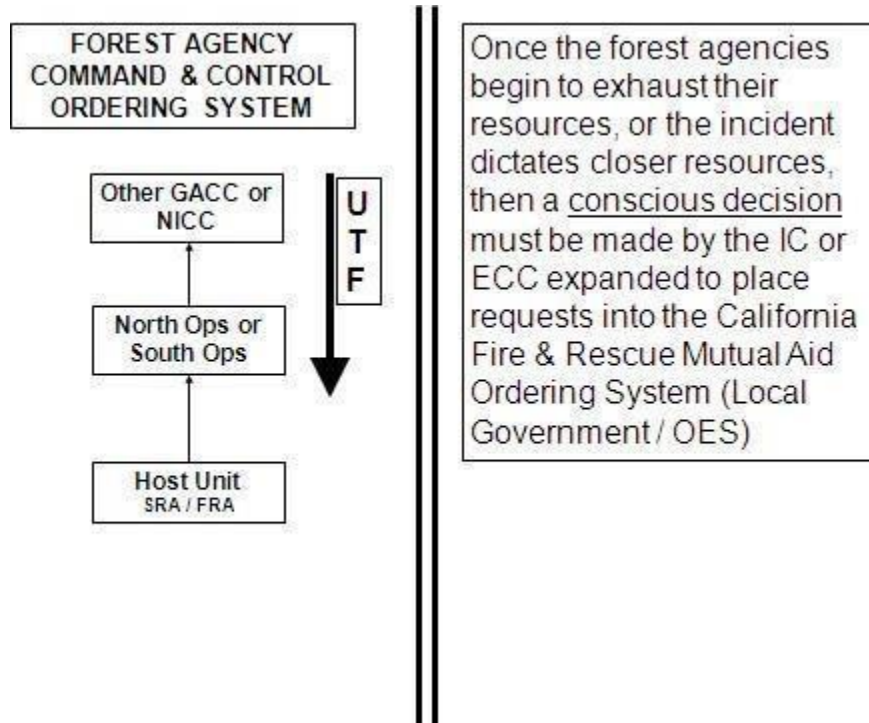 FOREST AGENCY
COMMAND & CONTROL
ORDERING SYSTEM
Other GACC or
NICC
North Ops or
South Ops
Host Unit
SRA / FRA
U
T
F
Once the forest agencies
begin to exhaust their
resources, or the incident
dictates closer resources,
then a conscious decision
must be made by the IC or
ECC expanded to place
requests into the California
Fire & Rescue Mutual Aid
Ordering System (Local
Government / OES)